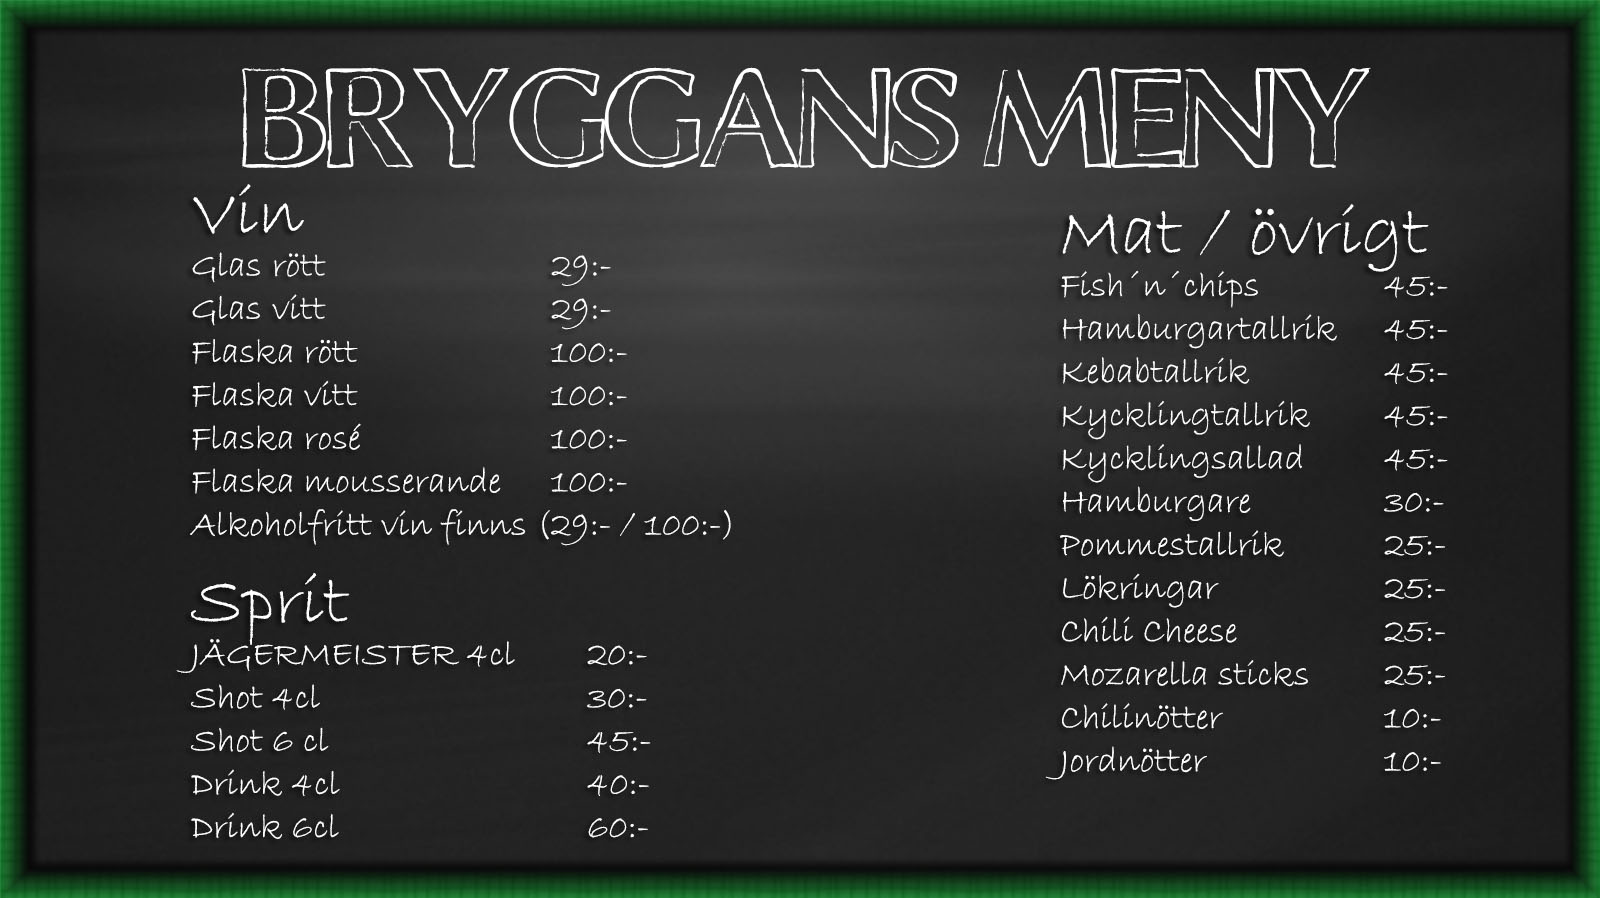 BRYGGANS MENY
Vin
Glas rött 29:-
Glas vitt 29:-
Flaska rött 100:-
Flaska vitt 100:-
Flaska rosé 100:-
Flaska mousserande 100:-
Alkoholfritt vin finns (29:- / 100:-)
Sprit
JÄGERMEISTER 4cl 20:-
Shot 4cl 30:-
Shot 6 cl 45:-
Drink 4cl 40:-
Drink 6cl 60:-
Mat / övrigt
Fish´n´chips 45:-
Hamburgartallrik 45:-
Kebabtallrik 45:-
Kycklingtallrik 45:-
Kycklingsallad 45:-
Hamburgare 30:-
Pommestallrik 25:-
Lökringar 25:-
Chili Cheese 25:-
Mozarella sticks 25:-
Chilinötter 10:-
Jordnötter 10:-